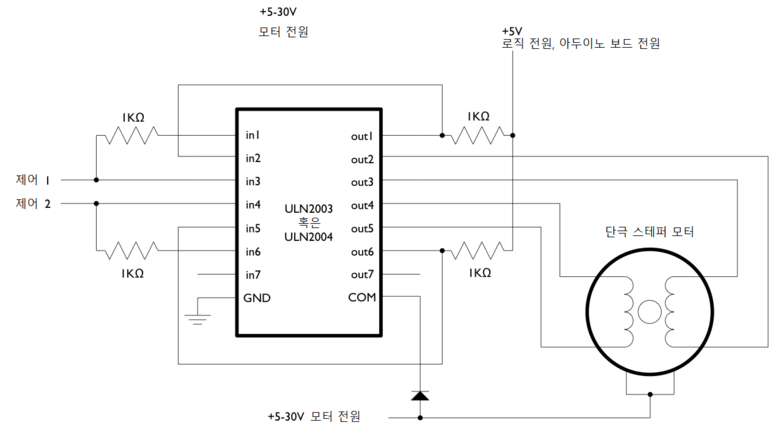 +5-30V
모터 전원
+5V
로직 전원, 아두이노 보드 전원
1KΩ
1KΩ
in1
out1
in2
out2
제어 1
in3
out3
제어 2
in4
out4
ULN2003
혹은
ULN2004
in5
out5
단극 스테퍼 모터
in6
out6
1KΩ
1KΩ
in7
out7
GND
COM
+5-30V 모터 전원